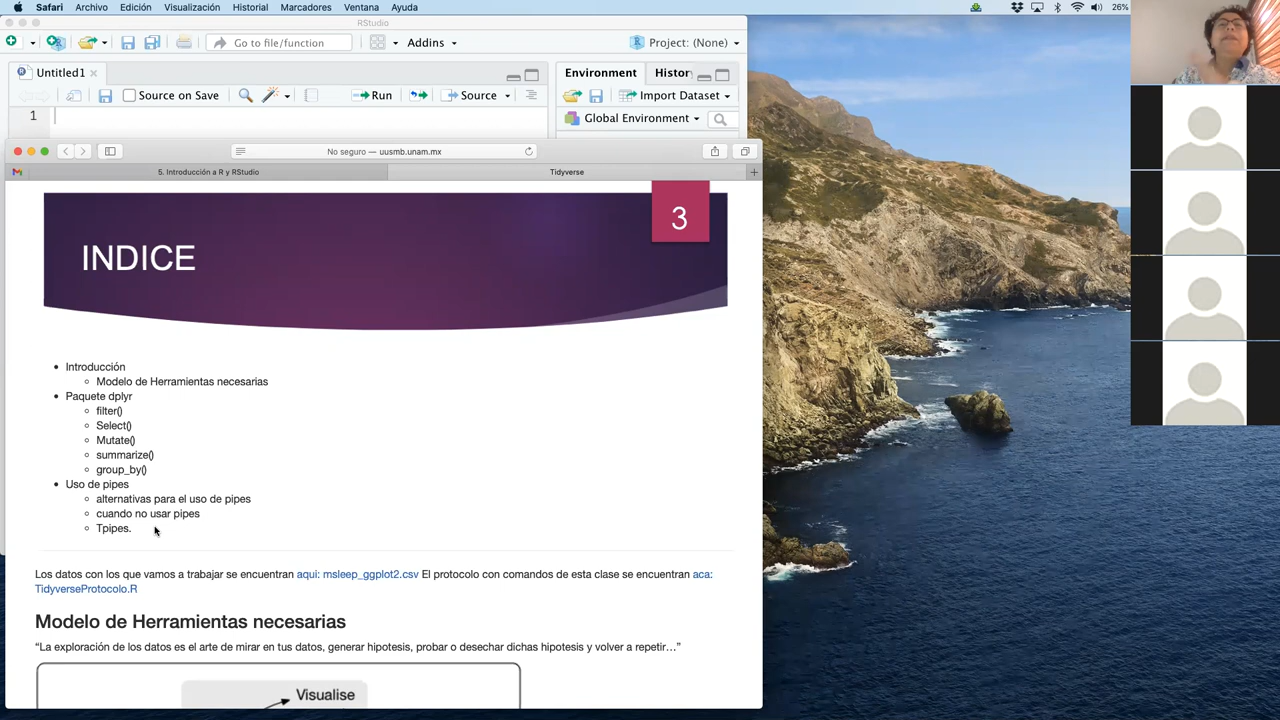 Safari Archivo Edición Visualización Historial Marcadores Ventana Ayuda 26%
RStudio
Go to file/function Addins Project: (None)
Untitled1 Environment Histor
Source on Save Run Source Import Dataset
1 Global Environment
No seguro — uusmb.unam.mx
5. Introducción a R y RStudio Tidyverse
3
INDICE
Introducción
Modelo de Herramientas necesarias
Paquete dplyr
filter()
Select()
Mutate()
summarize()
group_by()
Uso de pipes
alternativas para el uso de pipes
cuando no usar pipes
Tpipes.
Los datos con los que vamos a trabajar se encuentran aqui: msleep_ggplot2.csv El protocolo con comandos de esta clase se encuentran aca:
TidyverseProtocolo.R
Modelo de Herramientas necesarias
“La exploración de los datos es el arte de mirar en tus datos, generar hipotesis, probar o desechar dichas hipotesis y volver a repetir…”
Visualise